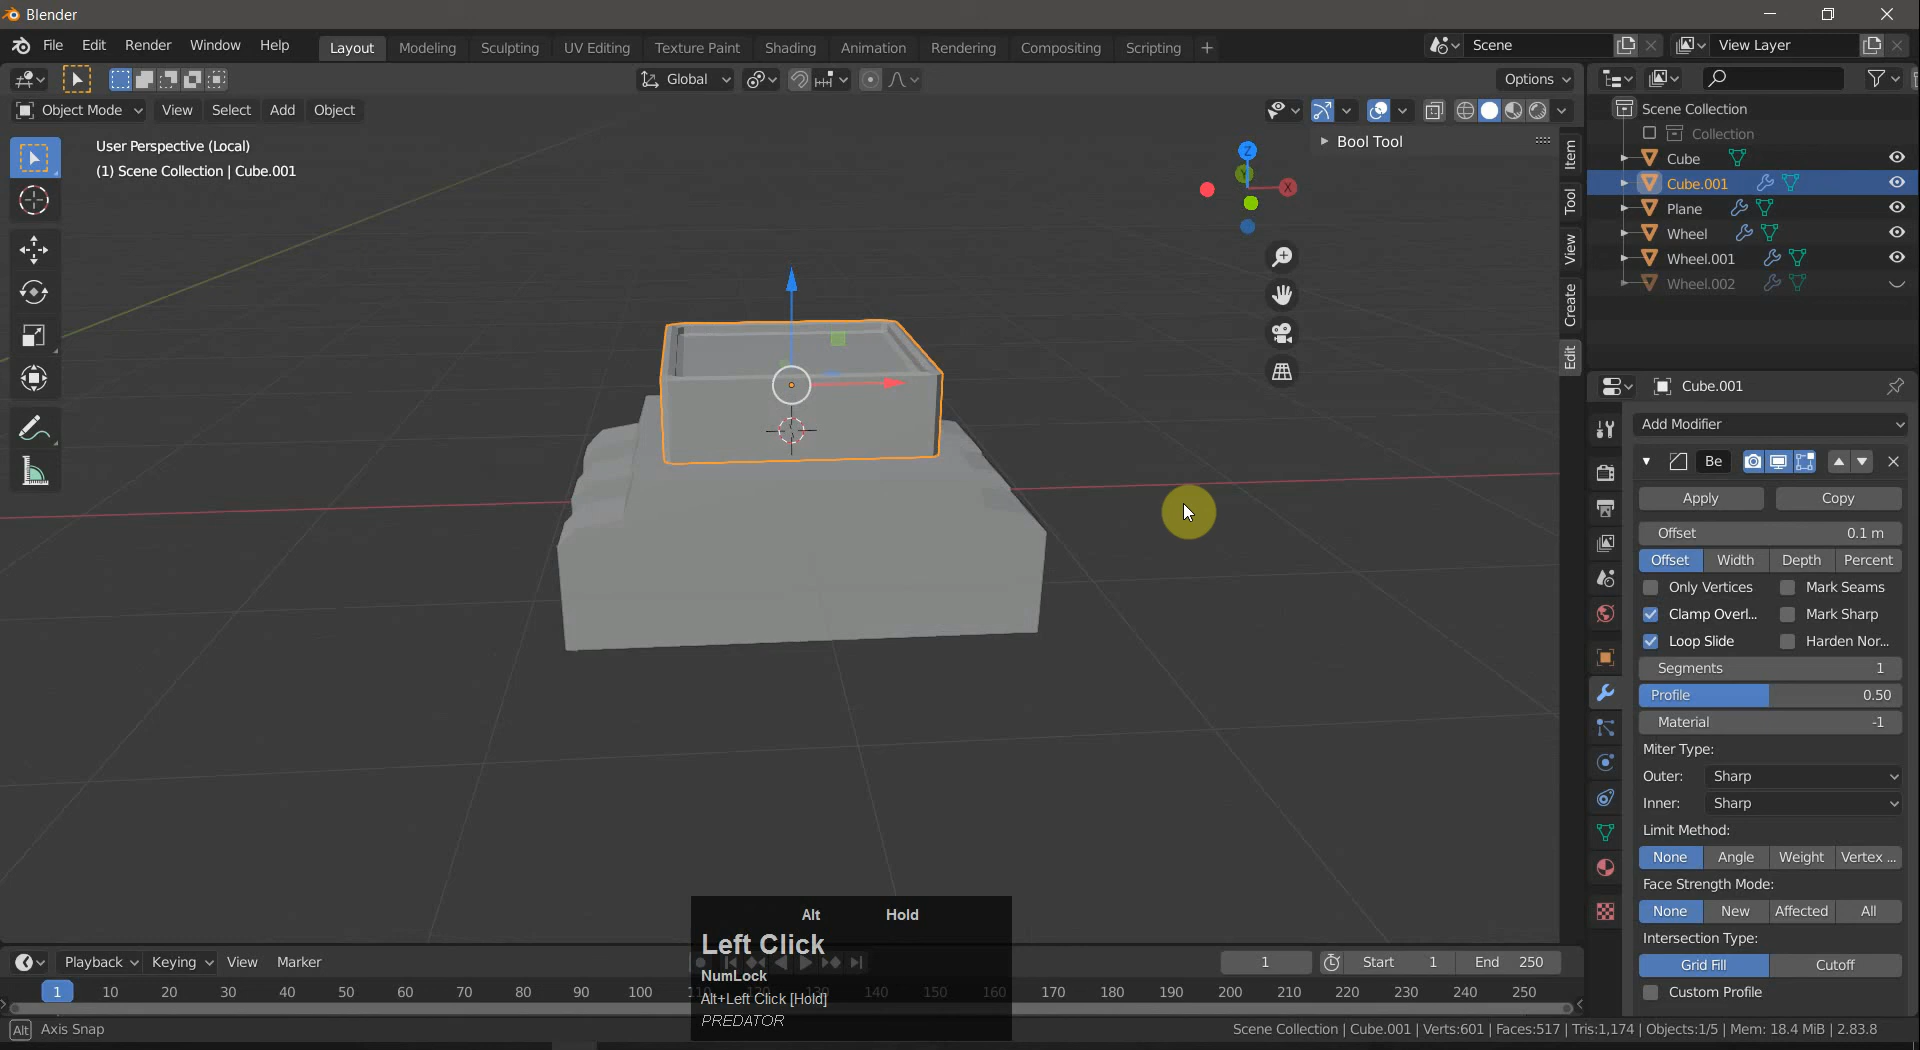 Blender
File Edit Render Window Help Layout Modeling Sculpting UV Editing Texture Paint Shading Animation Rendering Compositing Scripting + Scene View Layer
Global Options
Object Mode View Select Add Object
User Perspective (Local)
(1) Scene Collection | Cube.001
Bool Tool
Z
Y
X
Item
Tool
View
Create
Edit
Scene Collection
Collection
Cube
Cube.001
Plane
Wheel
Wheel.001
Wheel.002
Cube.001
Add Modifier
Be
Apply Copy
Offset 0.1 m
Offset Width Depth Percent
Only Vertices Mark Seams
Clamp Overl... Mark Sharp
Loop Slide Harden Nor...
Segments 1
Profile 0.50
Material -1
Miter Type:
Outer: Sharp
Inner: Sharp
Limit Method:
None Angle Weight Vertex ...
Face Strength Mode:
None New Affected All
Intersection Type:
Grid Fill Cutoff
Custom Profile
Alt Hold
Left Click
NumLock
Alt+Left Click [Hold]
PREDATOR
Playback Keying View Marker 1 Start 1 End 250
1 10 20 30 40 50 60 70 80 90 100 140 150 160 170 180 190 200 210 220 230 240 250
Alt Axis Snap
Scene Collection | Cube.001 | Verts:601 | Faces:517 | Tris:1,174 | Objects:1/5 | Mem: 18.4 MiB | 2.83.8